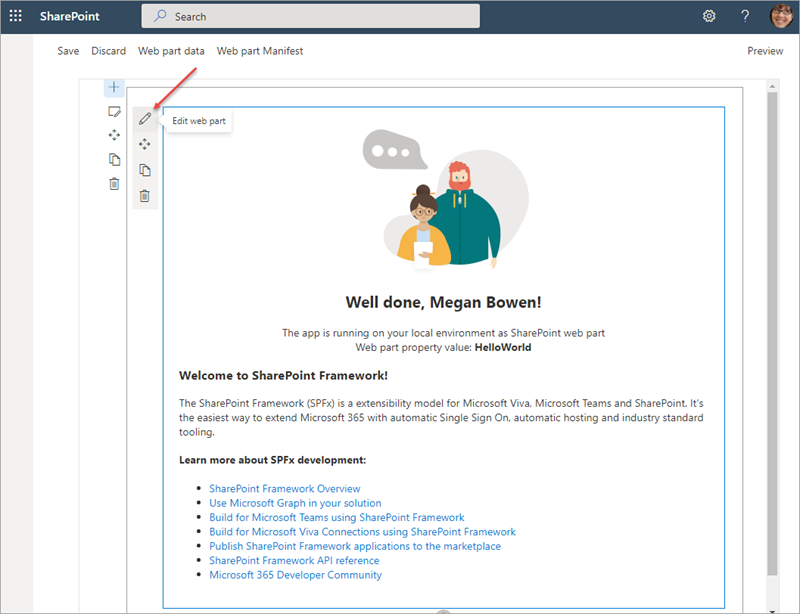 SharePoint
Search
?
Save Discard Web part data Web part Manifest Preview
Edit web part
Well done, Megan Bowen!
The app is running on your local environment as SharePoint web part
Web part property value: HelloWorld
Welcome to SharePoint Framework!
The SharePoint Framework (SPFx) is a extensibility model for Microsoft Viva, Microsoft Teams and SharePoint. It's
the easiest way to extend Microsoft 365 with automatic Single Sign On, automatic hosting and industry standard
tooling.
Learn more about SPFx development:
SharePoint Framework Overview
Use Microsoft Graph in your solution
Build for Microsoft Teams using SharePoint Framework
Build for Microsoft Viva Connections using SharePoint Framework
Publish SharePoint Framework applications to the marketplace
SharePoint Framework API reference
Microsoft 365 Developer Community